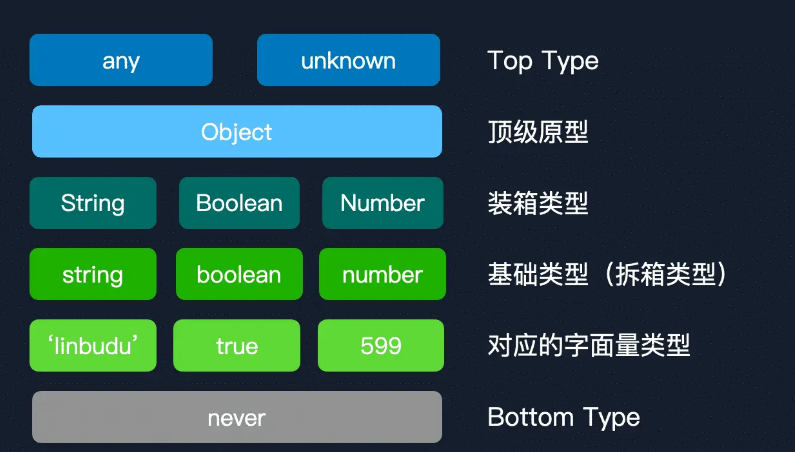 any unknown Top Type
Object 顶级原型
String Boolean Number 装箱类型
string boolean number 基础类型（拆箱类型）
‘linbudu’ true 599 对应的字面量类型
never Bottom Type